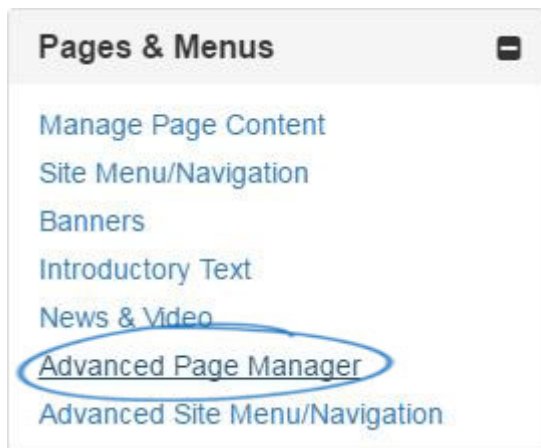 Pages & Menus
Manage Page Content
Site Menu/Navigation
Banners
Introductory Text
News & Video
Advanced Page Manager
Advanced Site Menu/Navigation